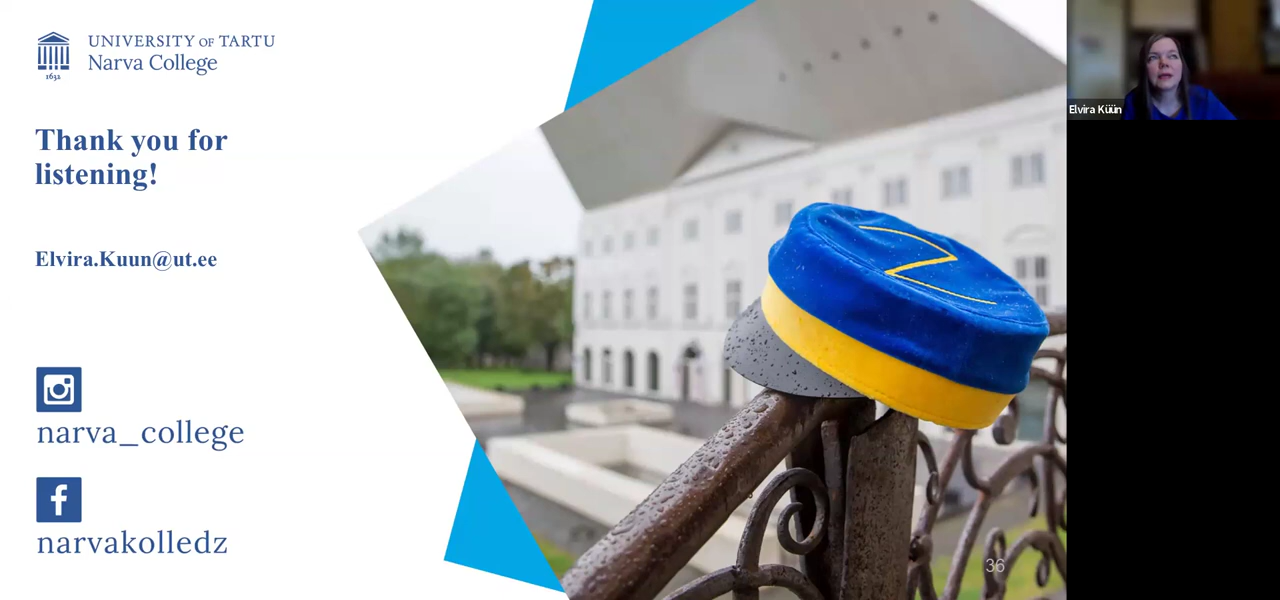 UNIVERSITY OF TARTU
Narva College
1632
Thank you for
listening!
Elvira.Kuun@ut.ee
narva_college
narvakolledz
36
Elvira Küün